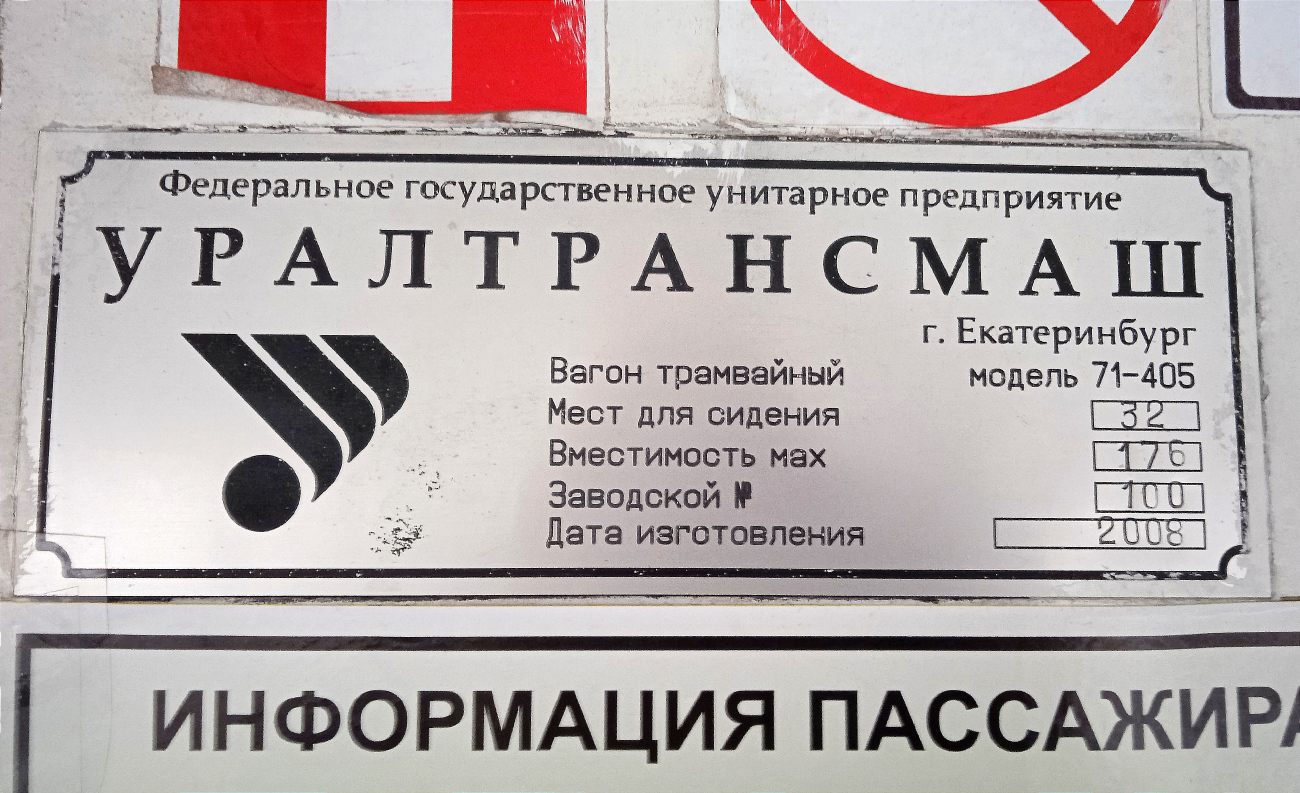 Федеральное государственное унитарное предприятие
УРАЛТРАНСМАШ
г. Екатеринбург
Вагон трамвайный модель 71-405
Мест для сидения 32
Вместимость мах 176
Заводской № 100
Дата изготовления 2008
ИНФОРМАЦИЯ ПАССАЖИРА